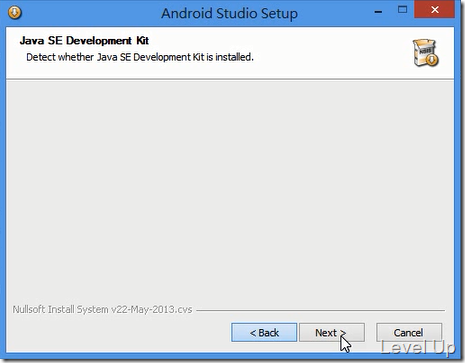 Android Studio Setup
Java SE Development Kit
Detect whether Java SE Development Kit is installed.
Nullsoft Install System v22-May-2013.cvs
< Back
Next >
Cancel
Level Up